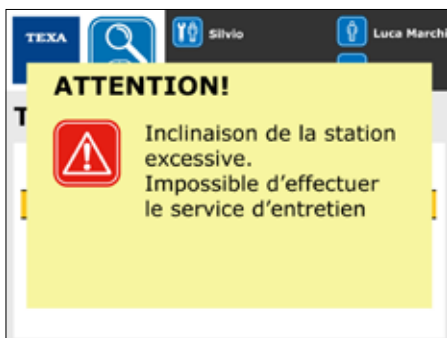 TEXA
Silvio
Luca Marchi
ATTENTION!
T
Inclinaison de la station
excessive.
Impossible d'effectuer
le service d'entretien